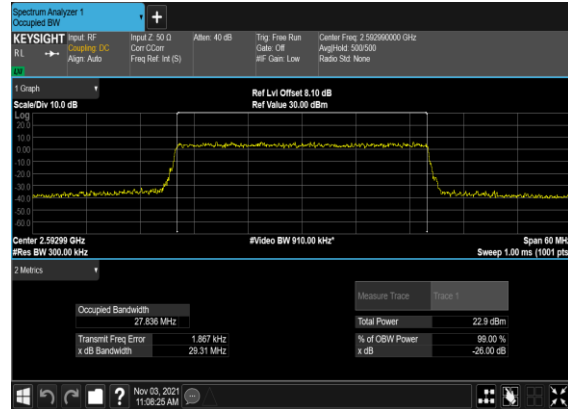 Spectrum Analyzer 1
Occupied BW
+
KEYSIGHT Input: RF Input Z: 50 Ω Atten: 40 dB Trig: Free Run Center Freq: 2.592990000 GHz
RL Coupling: DC Corr CCorr Gate: Off Avg|Hold: 500/500
Align: Auto Freq Ref: Int (S) #IF Gain: Low Radio Std: None
LM
1 Graph Ref Lvl Offset 8.10 dB
Scale/Div 10.0 dB Ref Value 30.00 dBm
Log
20.0
10.0
0.00
-10.0
-20.0
-30.0
-40.0
-50.0
-60.0
Center 2.59299 GHz #Video BW 910.00 kHz* Span 60 MHz
#Res BW 300.00 kHz Sweep 1.00 ms (1001 pts)
2 Metrics
Measure Trace Trace 1
Occupied Bandwidth
27.836 MHz Total Power 22.9 dBm
Transmit Freq Error 1.867 kHz % of OBW Power 99.00 %
x dB Bandwidth 29.31 MHz x dB -26.00 dB
? Nov 03, 2021
11:08:25 AM